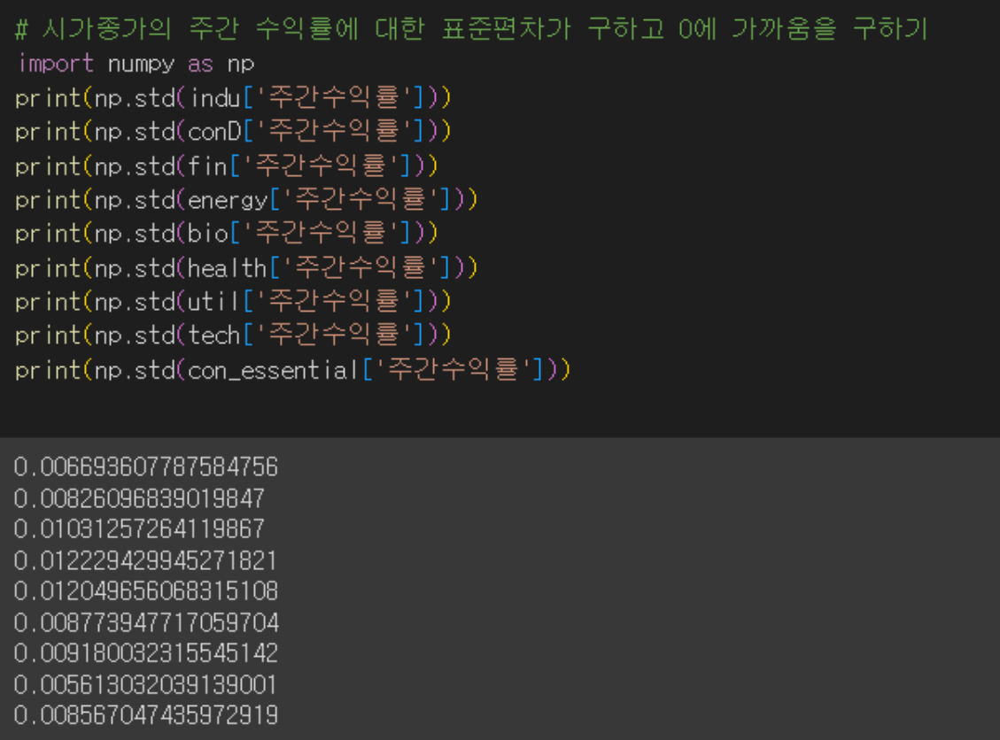 # 시가종가의 주간 수익률에 대한 표준편차가 구하고 0에 가까움을 구하기
import numpy as np
print(np.std(indu['주간수익률']))
print(np.std(conD['주간수익률']))
print(np.std(fin['주간수익률']))
print(np.std(energy['주간수익률']))
print(np.std(bio['주간수익률']))
print(np.std(health['주간수익률']))
print(np.std(util['주간수익률']))
print(np.std(tech['주간수익률']))
print(np.std(con_essential['주간수익률']))
0.006693607787584756
0.00826096839019847
0.01031257264119867
0.012229429945271821
0.012049656068315108
0.008773947717059704
0.009180032315545142
0.005613032039139001
0.008567047435972919